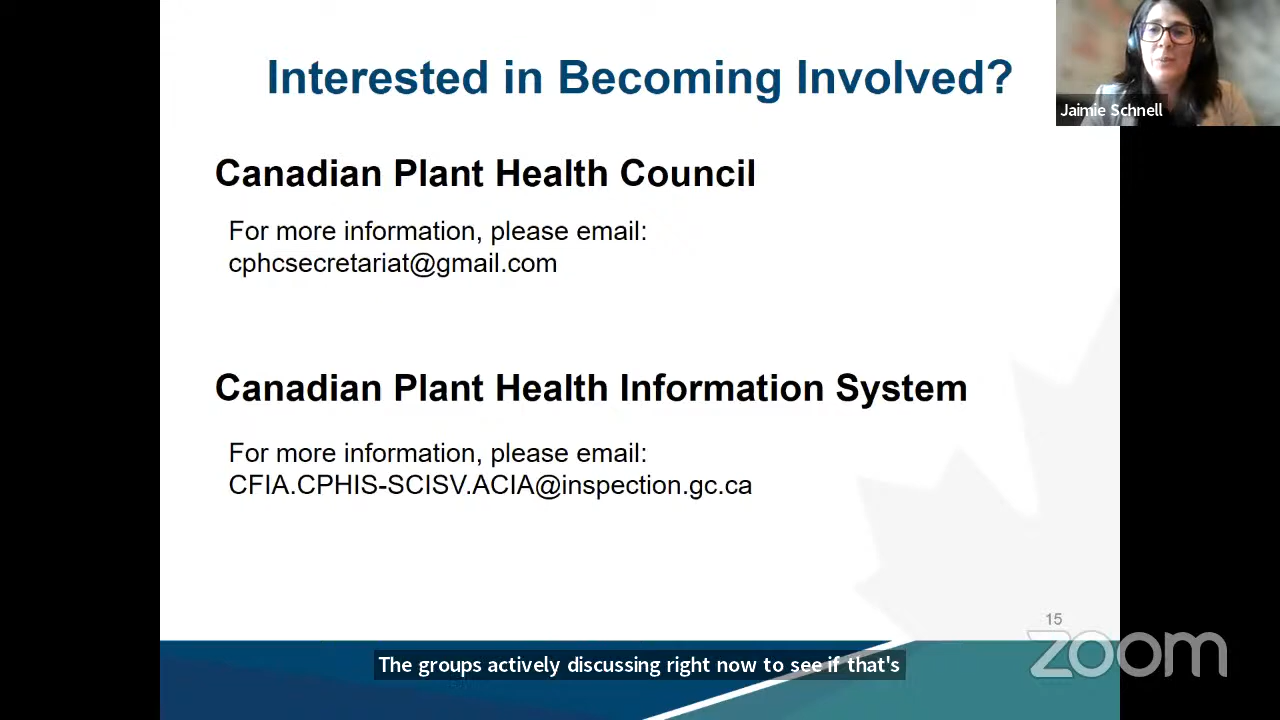 Interested in Becoming Involved?
Jaimie Schnell
Canadian Plant Health Council
For more information, please email:
cphcsecretariat@gmail.com
Canadian Plant Health Information System
For more information, please email:
CFIA.CPHIS-SCISV.ACIA@inspection.gc.ca
15
zoom
The groups actively discussing right now to see if that's